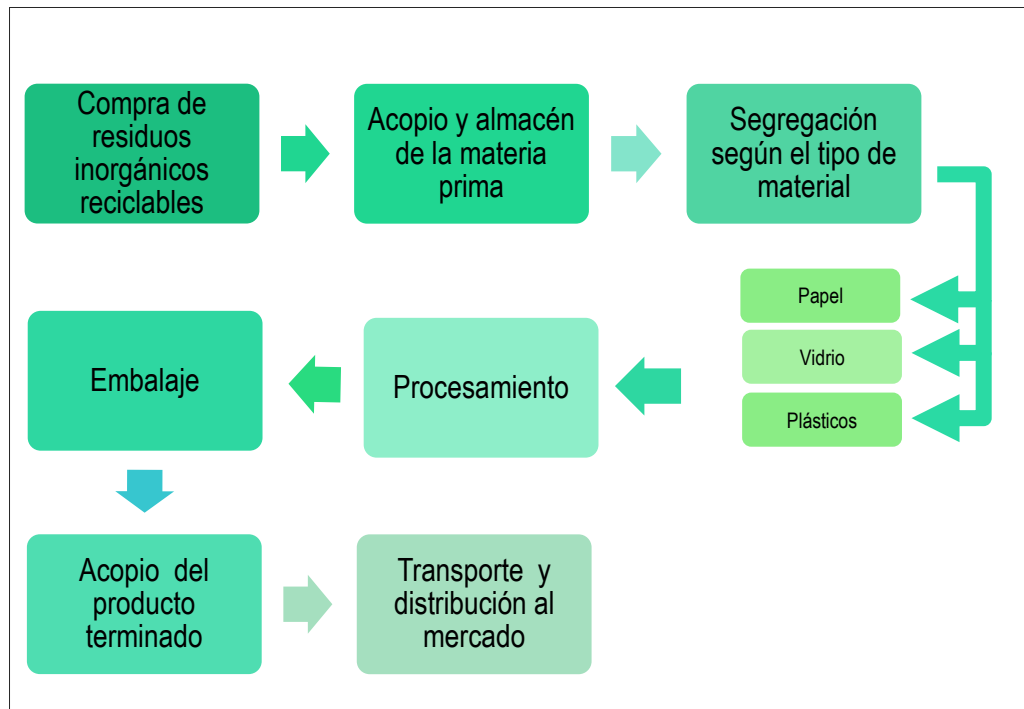 Compra de
residuos
inorgánicos
reciclables
Acopio y almacén
de la materia
prima
Segregación
según el tipo de
material
Papel
Vidrio
Plásticos
Procesamiento
Embalaje
Acopio del
producto
terminado
Transporte y
distribución al
mercado